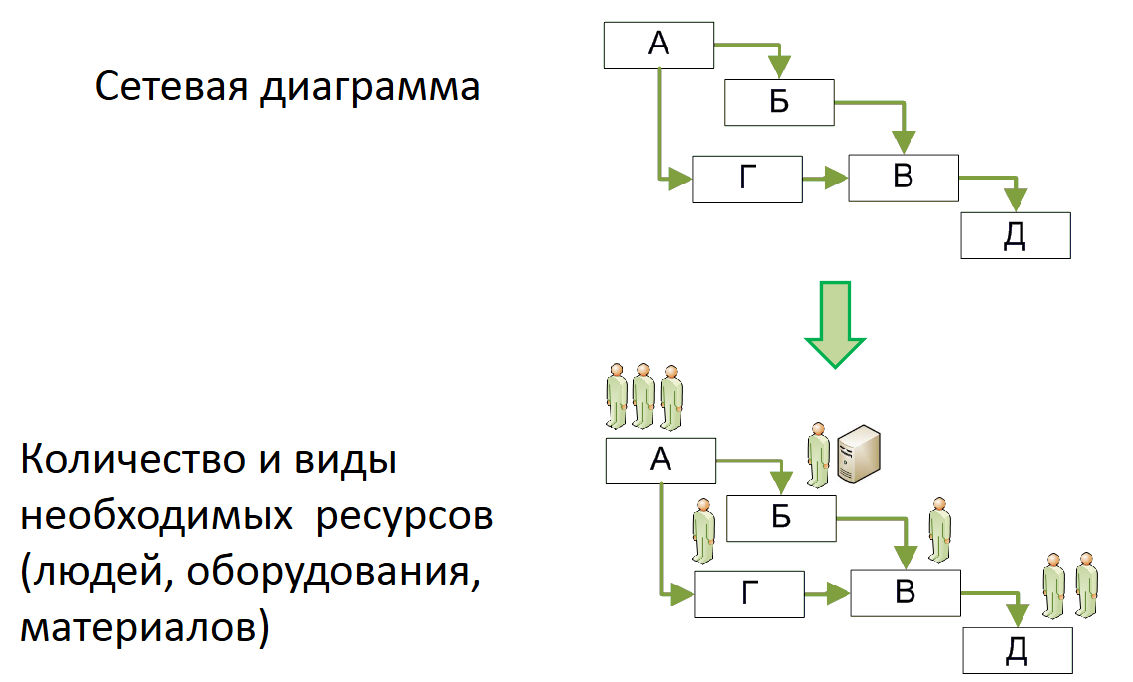 Сетевая диаграмма
А
Б
Г
В
Д
Количество и виды
необходимых ресурсов
(людей, оборудования,
материалов)
А
Б
Г
В
Д